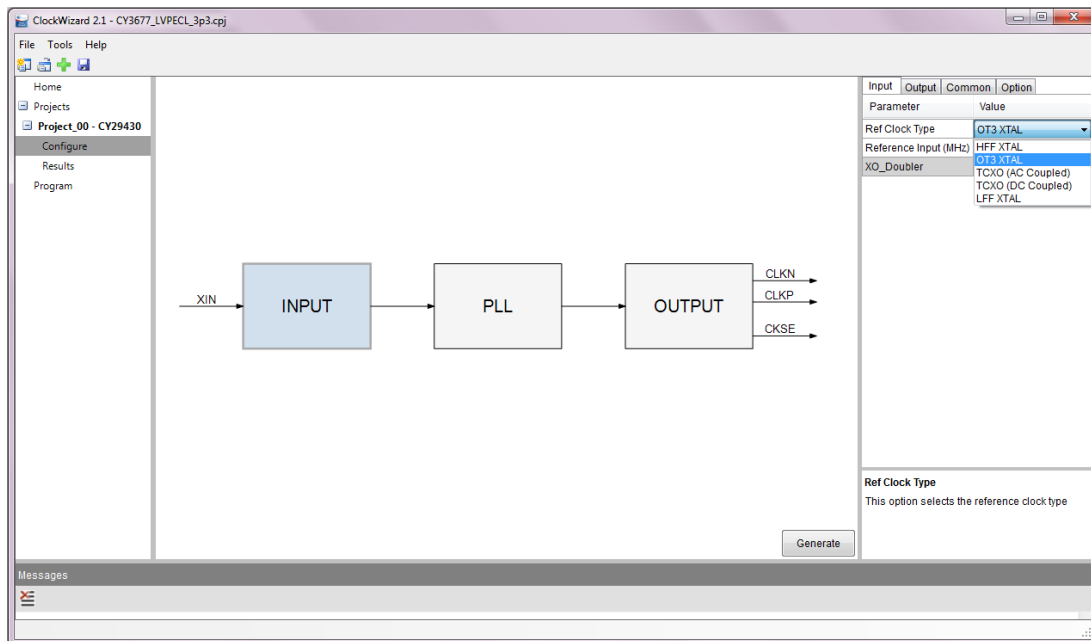 ClockWizard 2.1 - CY3677_LVPECL_3p3.cpj
File Tools Help
Home
Projects
Project_00 - CY29430
Configure
Results
Program
XIN
INPUT
PLL
OUTPUT
CLKN
CLKP
CKSE
Generate
Input Output Common Option
Parameter Value
Ref Clock Type OT3 XTAL
Reference Input (MHz) HFF XTAL
OT3 XTAL
XO_Doubler TCXO (AC Coupled)
TCXO (DC Coupled)
LFF XTAL
Ref Clock Type
This option selects the reference clock type
Messages